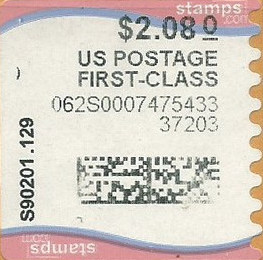 stamps
.com
$2.08 0
US POSTAGE
FIRST-CLASS
062S0007475433
37203
S90201.129
stamps
.com